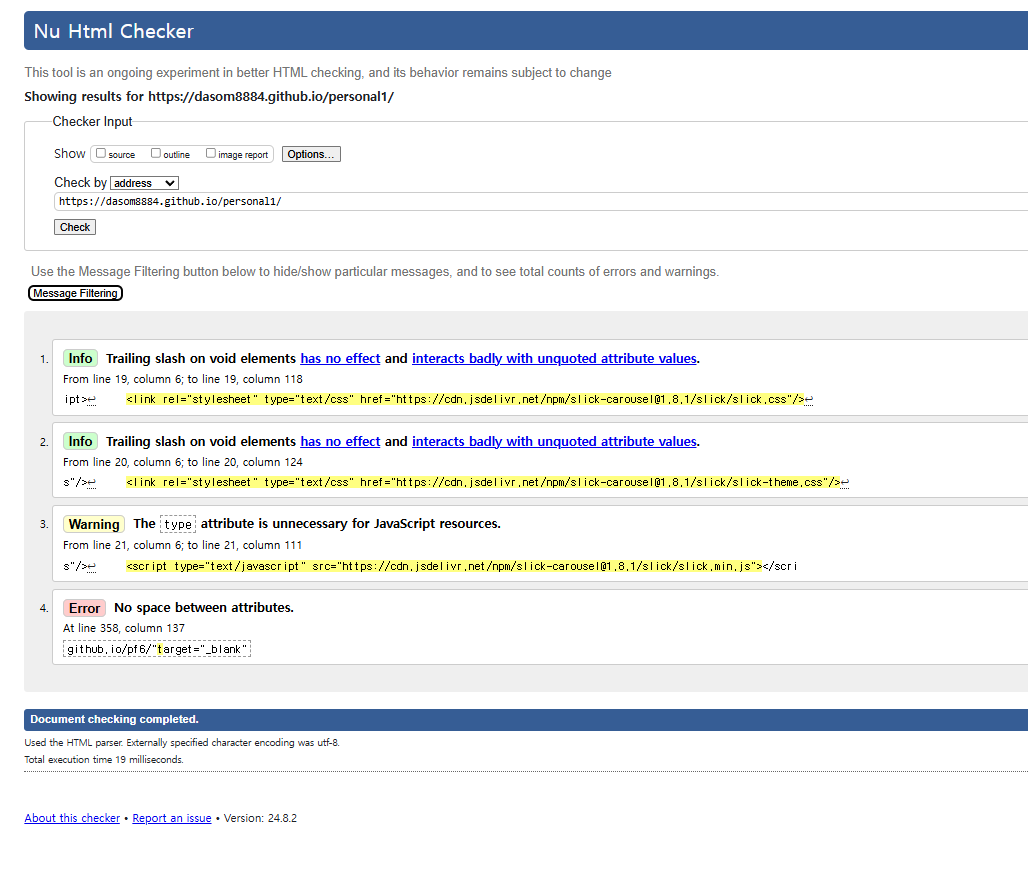 Nu Html Checker
This tool is an ongoing experiment in better HTML checking, and its behavior remains subject to change
Showing results for https://dasom8884.github.io/personal1/
Checker Input
Show source outline image report Options...
Check by address
https://dasom8884.github.io/personal1/
Check
Use the Message Filtering button below to hide/show particular messages, and to see total counts of errors and warnings.
Message Filtering
1. Info Trailing slash on void elements has no effect and interacts badly with unquoted attribute values.
From line 19, column 6; to line 19, column 118
ipt>↩ <link rel="stylesheet" type="text/css" href="https://cdn.jsdelivr.net/npm/slick-carousel@1.8.1/slick/slick.css"/>↩
2. Info Trailing slash on void elements has no effect and interacts badly with unquoted attribute values.
From line 20, column 6; to line 20, column 124
s"/>↩ <link rel="stylesheet" type="text/css" href="https://cdn.jsdelivr.net/npm/slick-carousel@1.8.1/slick/slick-theme.css"/>↩
3. Warning The type attribute is unnecessary for JavaScript resources.
From line 21, column 6; to line 21, column 111
s"/>↩ <script type="text/javascript" src="https://cdn.jsdelivr.net/npm/slick-carousel@1.8.1/slick/slick.min.js"></scri
4. Error No space between attributes.
At line 358, column 137
github.io/pf6/"target="_blank"
Document checking completed.
Used the HTML parser. Externally specified character encoding was utf-8.
Total execution time 19 milliseconds.
About this checker • Report an issue • Version: 24.8.2